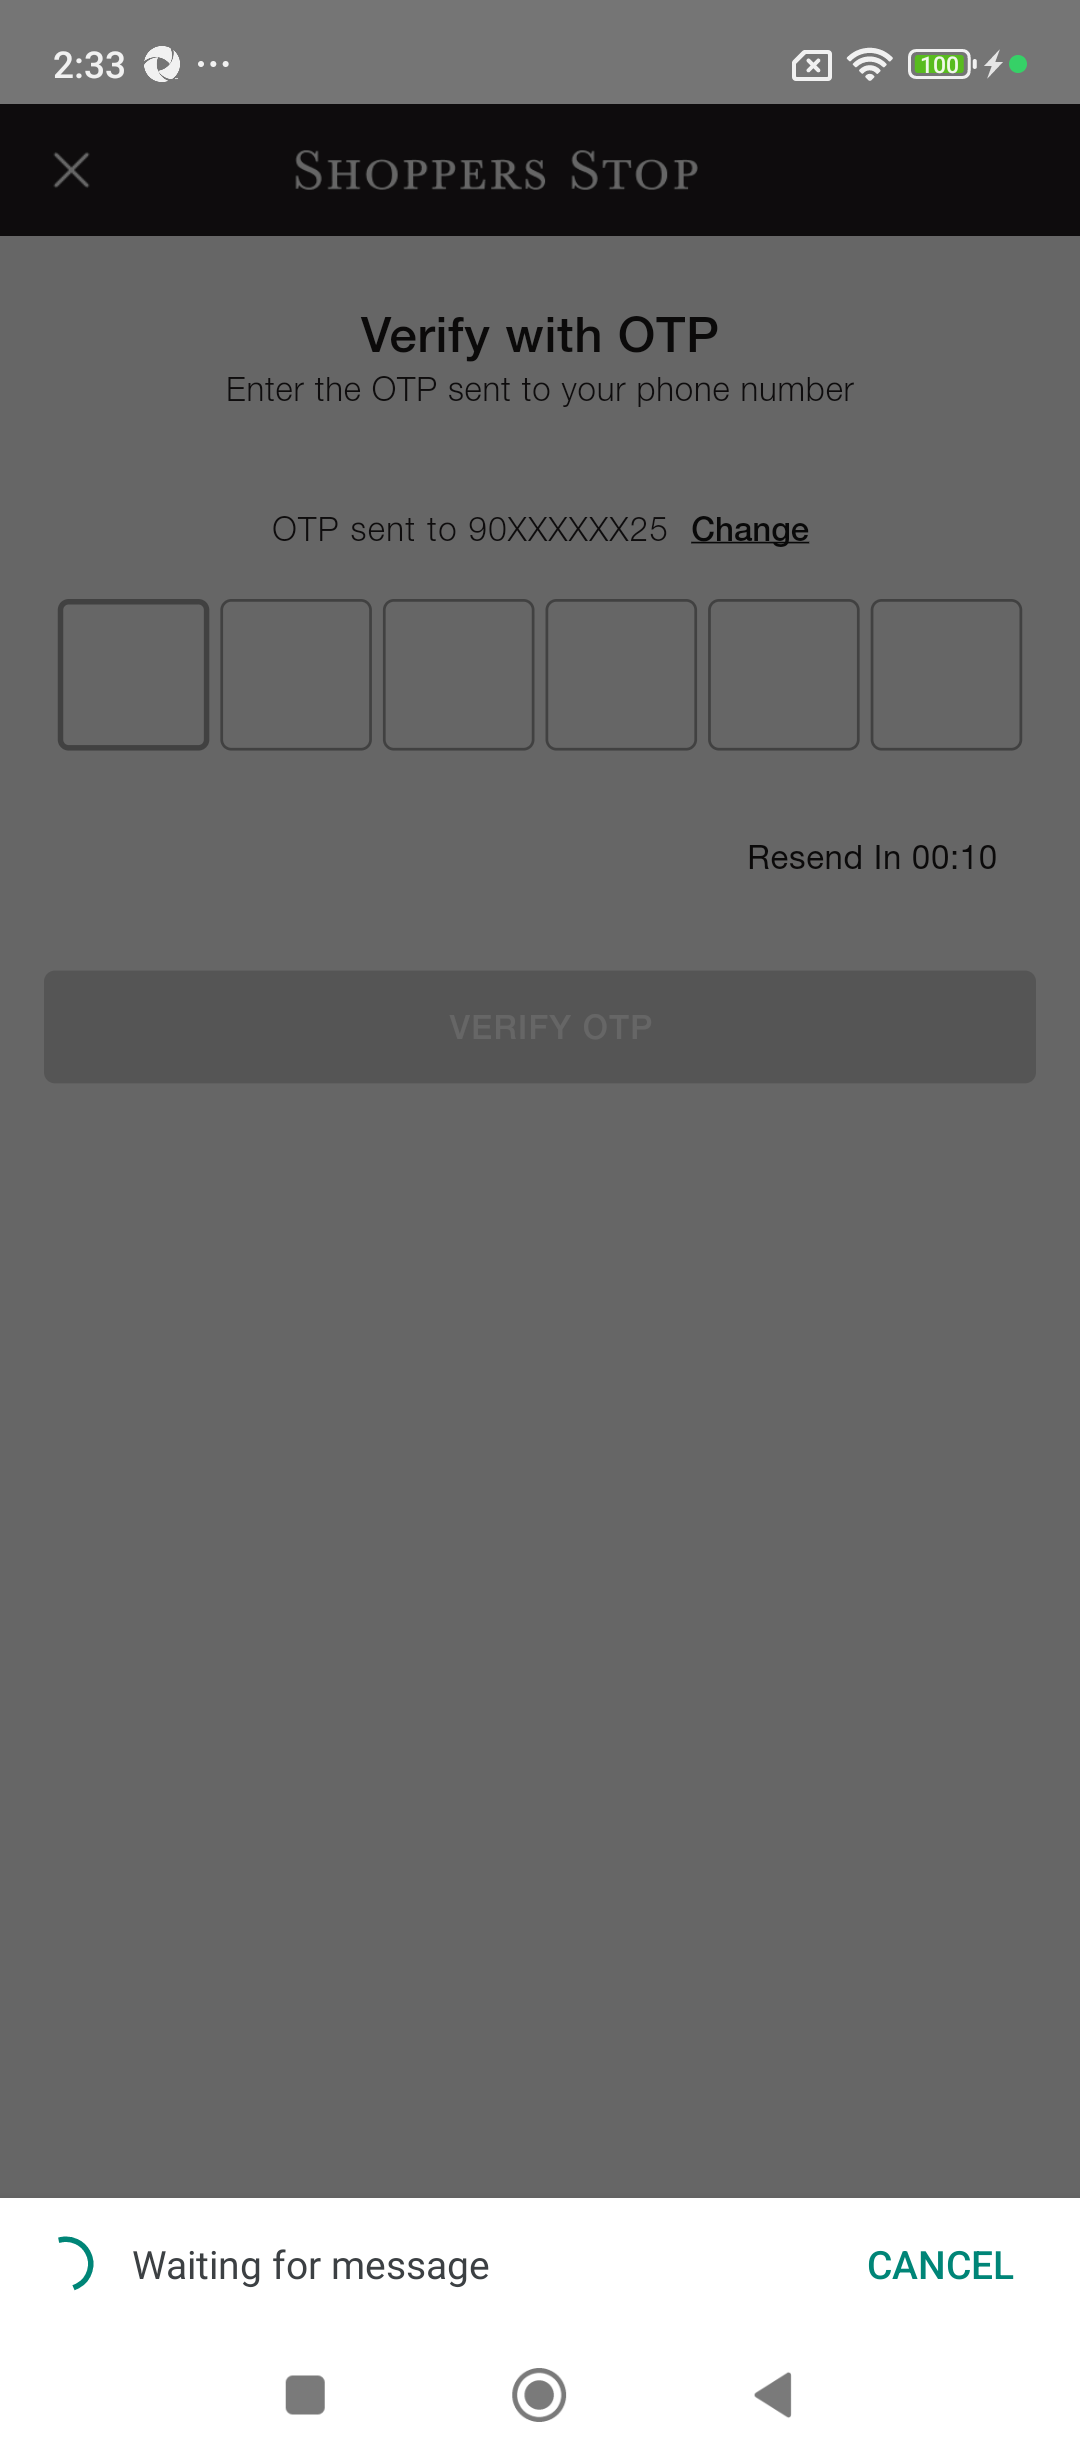 2:33
100
SHOPPERS STOP
Verify with OTP
Enter the OTP sent to your phone number
OTP sent to 90XXXXXX25 Change
Resend In 00:10
VERIFY OTP
Waiting for message CANCEL